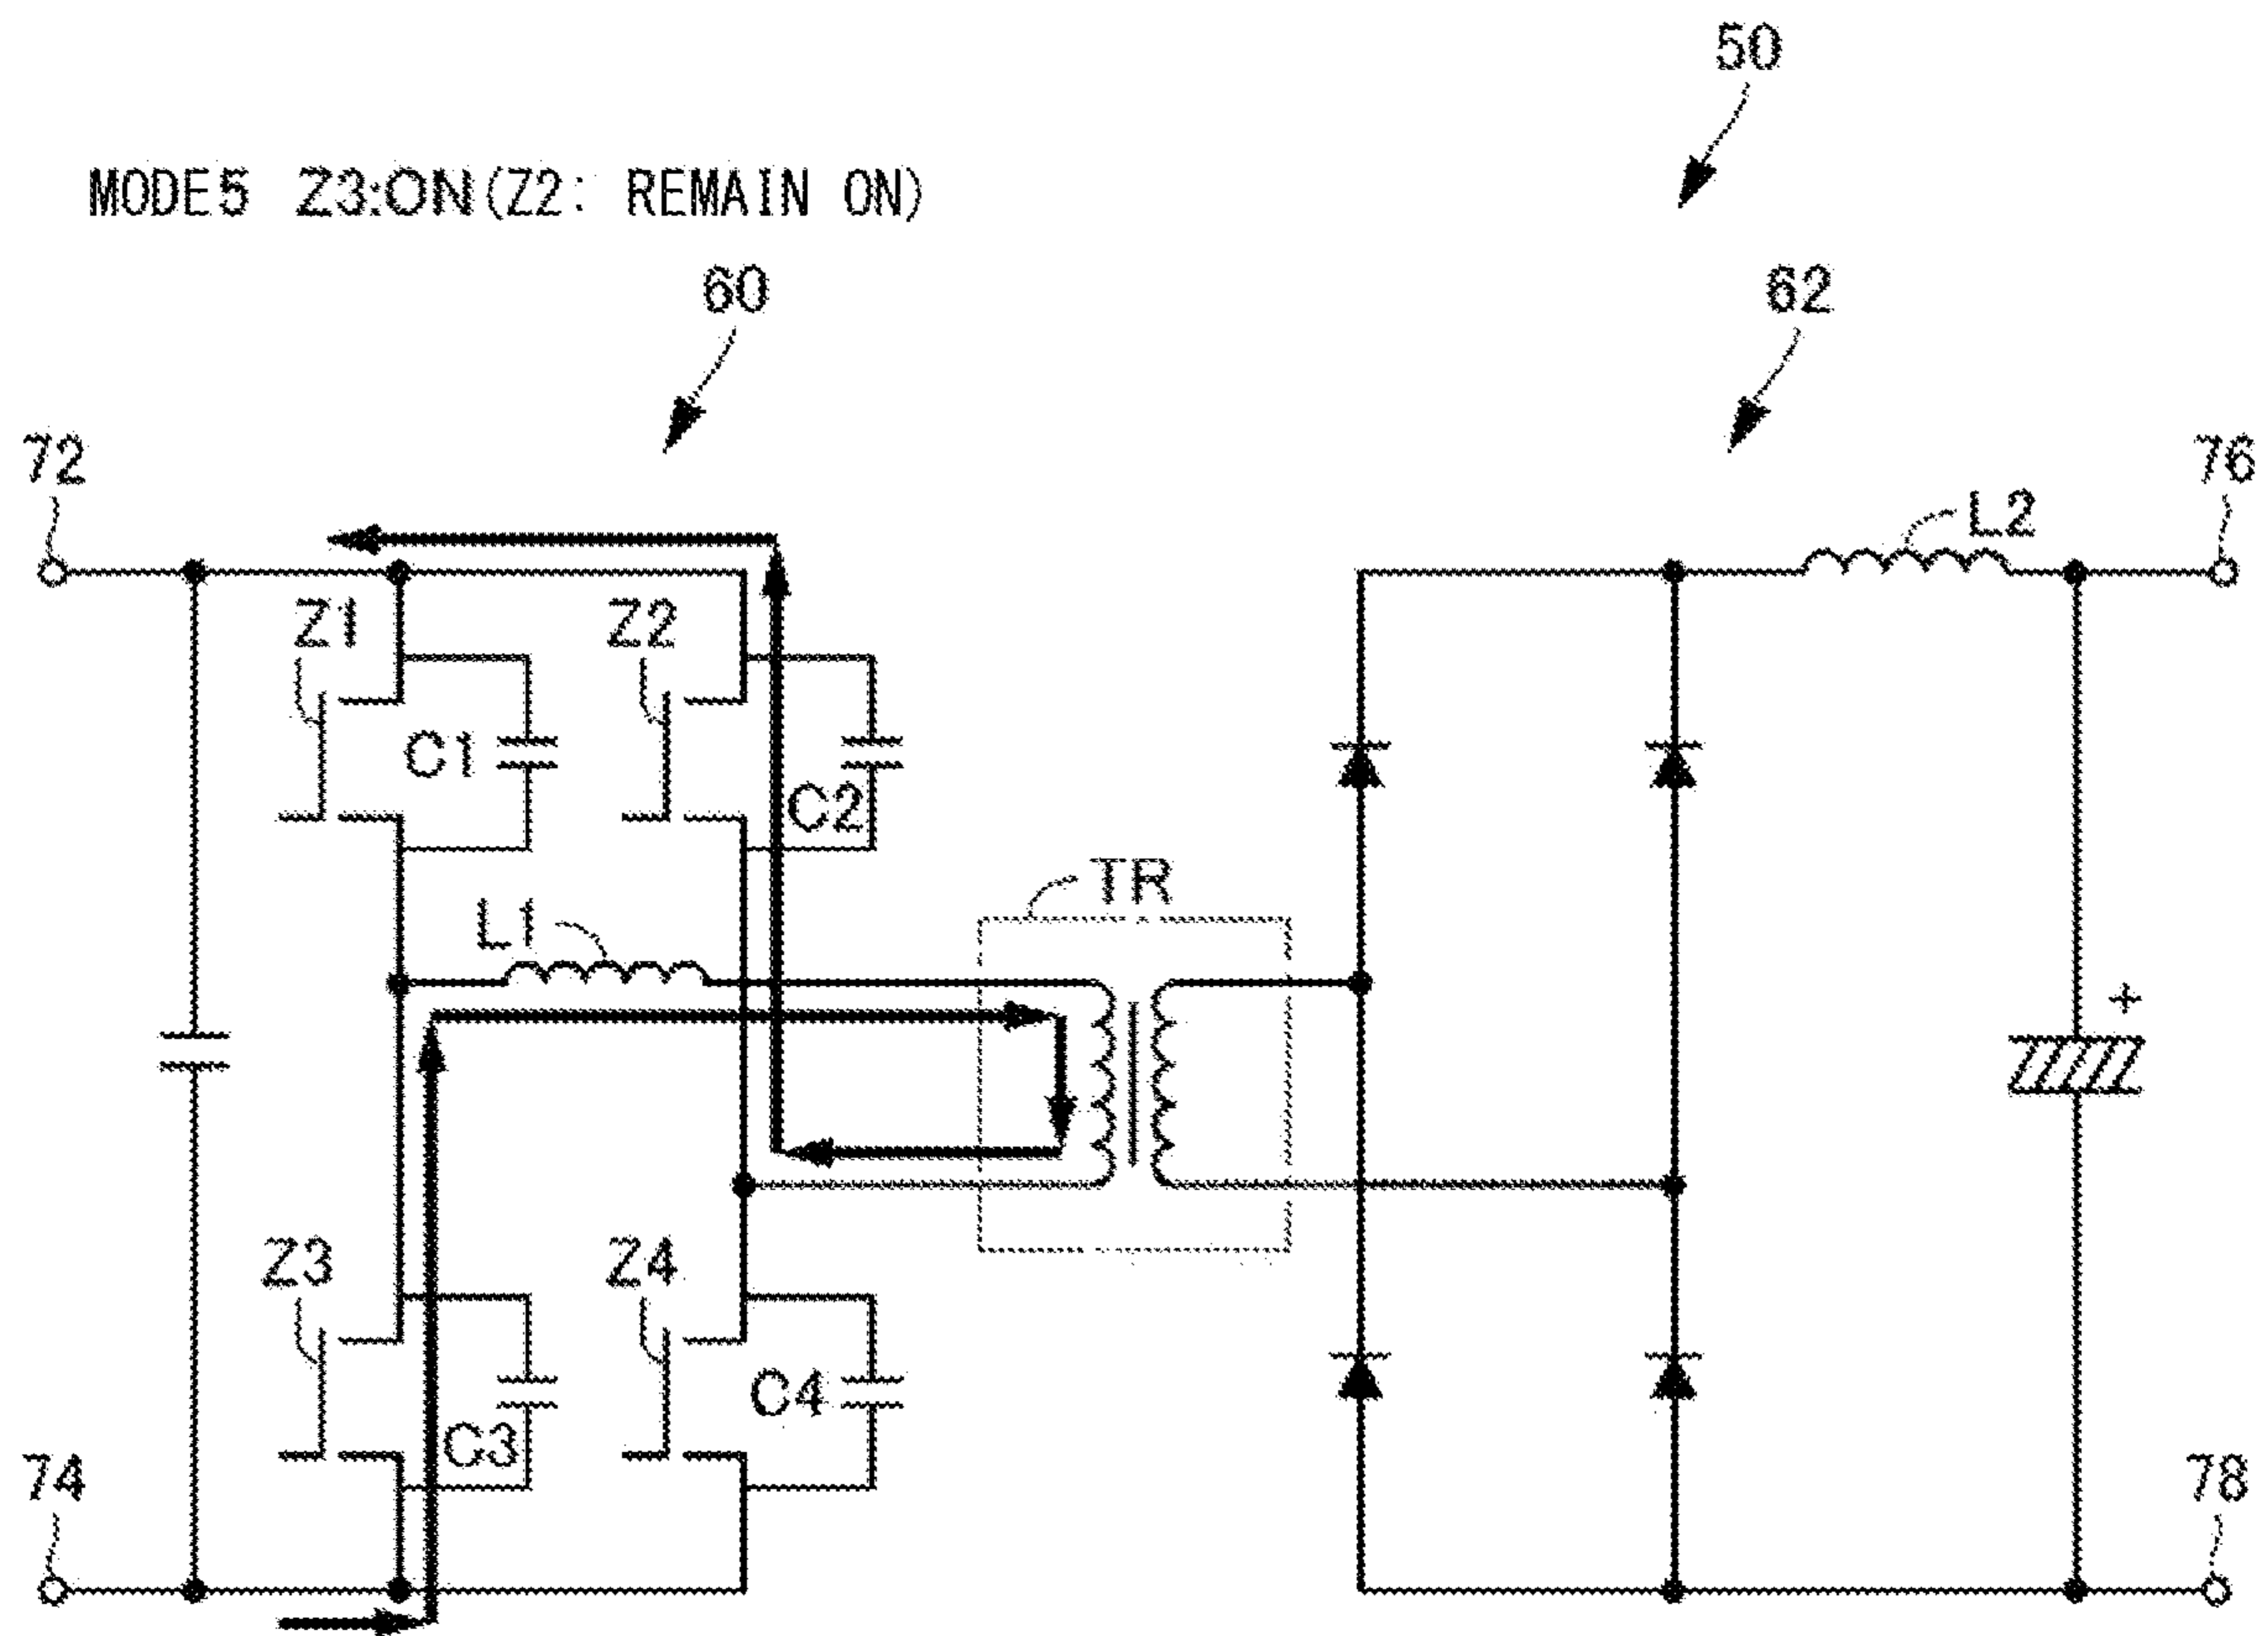 50
MODE5 Z3:ON(Z2: REMAIN ON)
60
62
72
76
L2
Z1
Z2
C1
C2
TR
L1
+
Z3
Z4
C4
C3
74
78